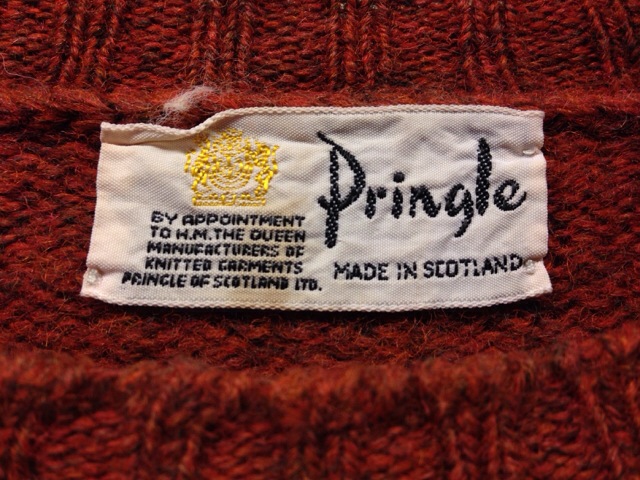 BY APPOINTMENT
TO H.M. THE QUEEN
MANUFACTURERS OF
KNITTED GARMENTS
PRINGLE OF SCOTLAND LTD.
Pringle
MADE IN SCOTLAND